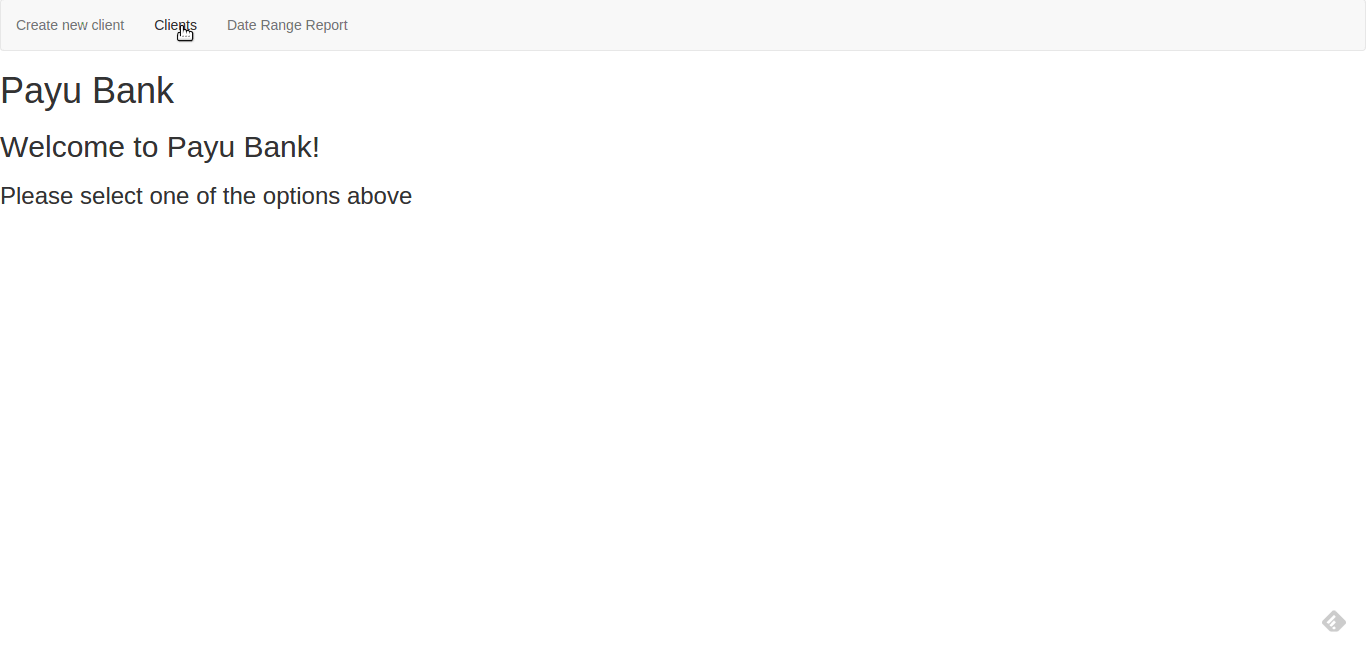 Create new client Clients Date Range Report
Payu Bank
Welcome to Payu Bank!
Please select one of the options above